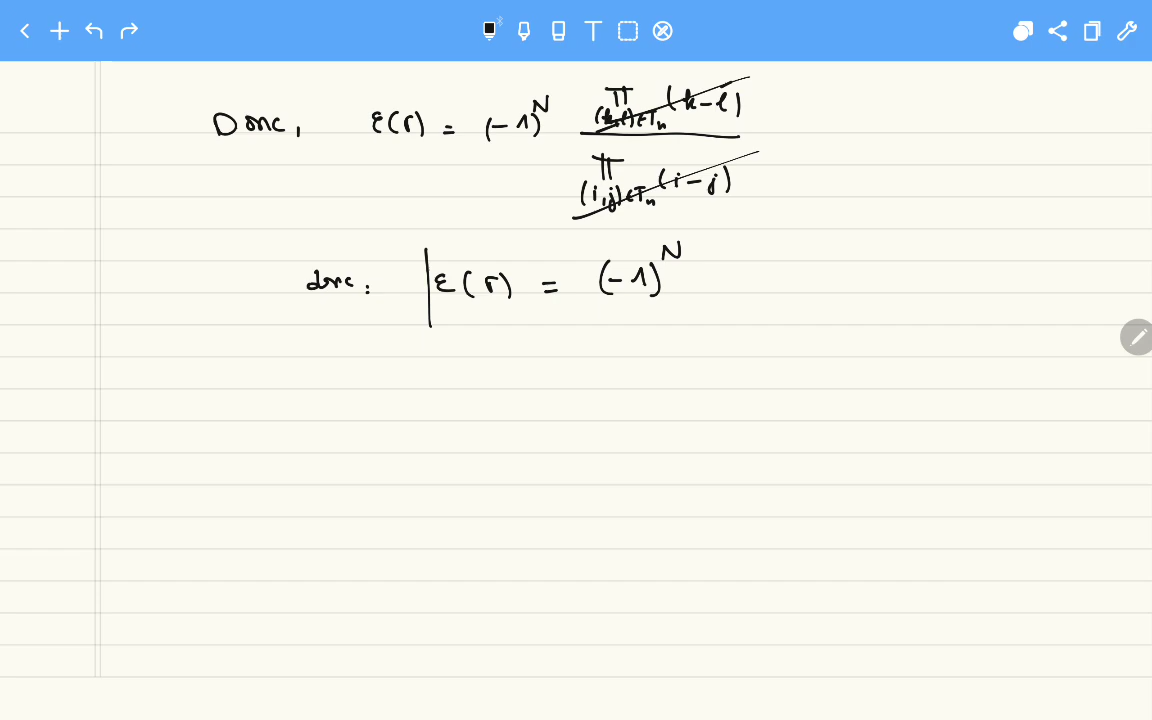 Donc, ε(σ) = (-1)^N ∏_{(k,l)∈T_n} (k-l) / ∏_{(i,j)∈T_n} (i-j)
donc: ε(σ) = (-1)^N